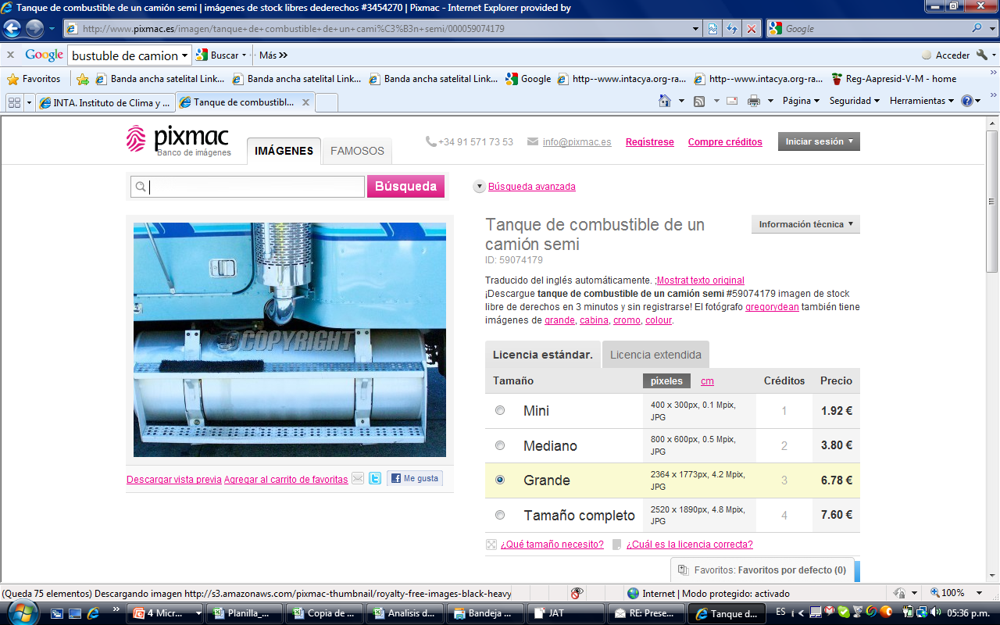 Tanque de combustible de un camión semi | imágenes de stock libres dederechos #3454270 | Pixmac - Internet Explorer provided by
http://www.pixmac.es/imagen/tanque+de+combustible+de+un+cami%C3%B3n semi/000059074179
Google
x Google bustuble de camion Buscar Más >> Acceder
Favoritos Banda ancha satelital Link... Banda ancha satelital Link... Banda ancha satelital Link... Google http--www.intacya.org-ra... http--www.intacya.org-ra... Reg-Aapresid-V-M - home
INTA. Instituto de Clima y ... Tanque de combustibl... x Página Seguridad Herramientas
pixmac
Banco de imágenes
IMÁGENES FAMOSOS
+34 91 571 73 53 info@pixmac.es Regístrese Compre créditos Iniciar sesión
Búsqueda
Búsqueda avanzada
©COPYRIGHT
Descargar vista previa Agregar al carrito de favoritas Me gusta
Tanque de combustible de un
camión semi
Información técnica
ID: 59074179
Traducido del inglés automáticamente. ¡Mostrat texto original
¡Descargue tanque de combustible de un camión semi #59074179 imagen de stock
libre de derechos en 3 minutos y sin registrarse! El fotógrafo gregorydean también tiene
imágenes de grande, cabina, cromo, colour.
Licencia estándar. Licencia extendida
Tamaño píxeles cm Créditos Precio
Mini 400 x 300px, 0.1 Mpix, JPG 1 1.92 €
Mediano 800 x 600px, 0.5 Mpix, JPG 2 3.80 €
Grande 2364 x 1773px, 4.2 Mpix, JPG 3 6.78 €
Tamaño completo 2520 x 1890px, 4.8 Mpix, JPG 4 7.60 €
¿Qué tamaño necesito? ¿Cuál es la licencia correcta?
Favoritos: Favoritos por defecto (0)
(Queda 75 elementos) Descargando imagen http://s3.amazonaws.com/pixmac-thumbnail/royalty-free-images-black-heavy
Internet | Modo protegido: activado 100%
4 Micr... Planilla_... Copia de ... Analisis d... Bandeja ... JAT RE: Prese... Tanque d... ES 05:36 p.m.